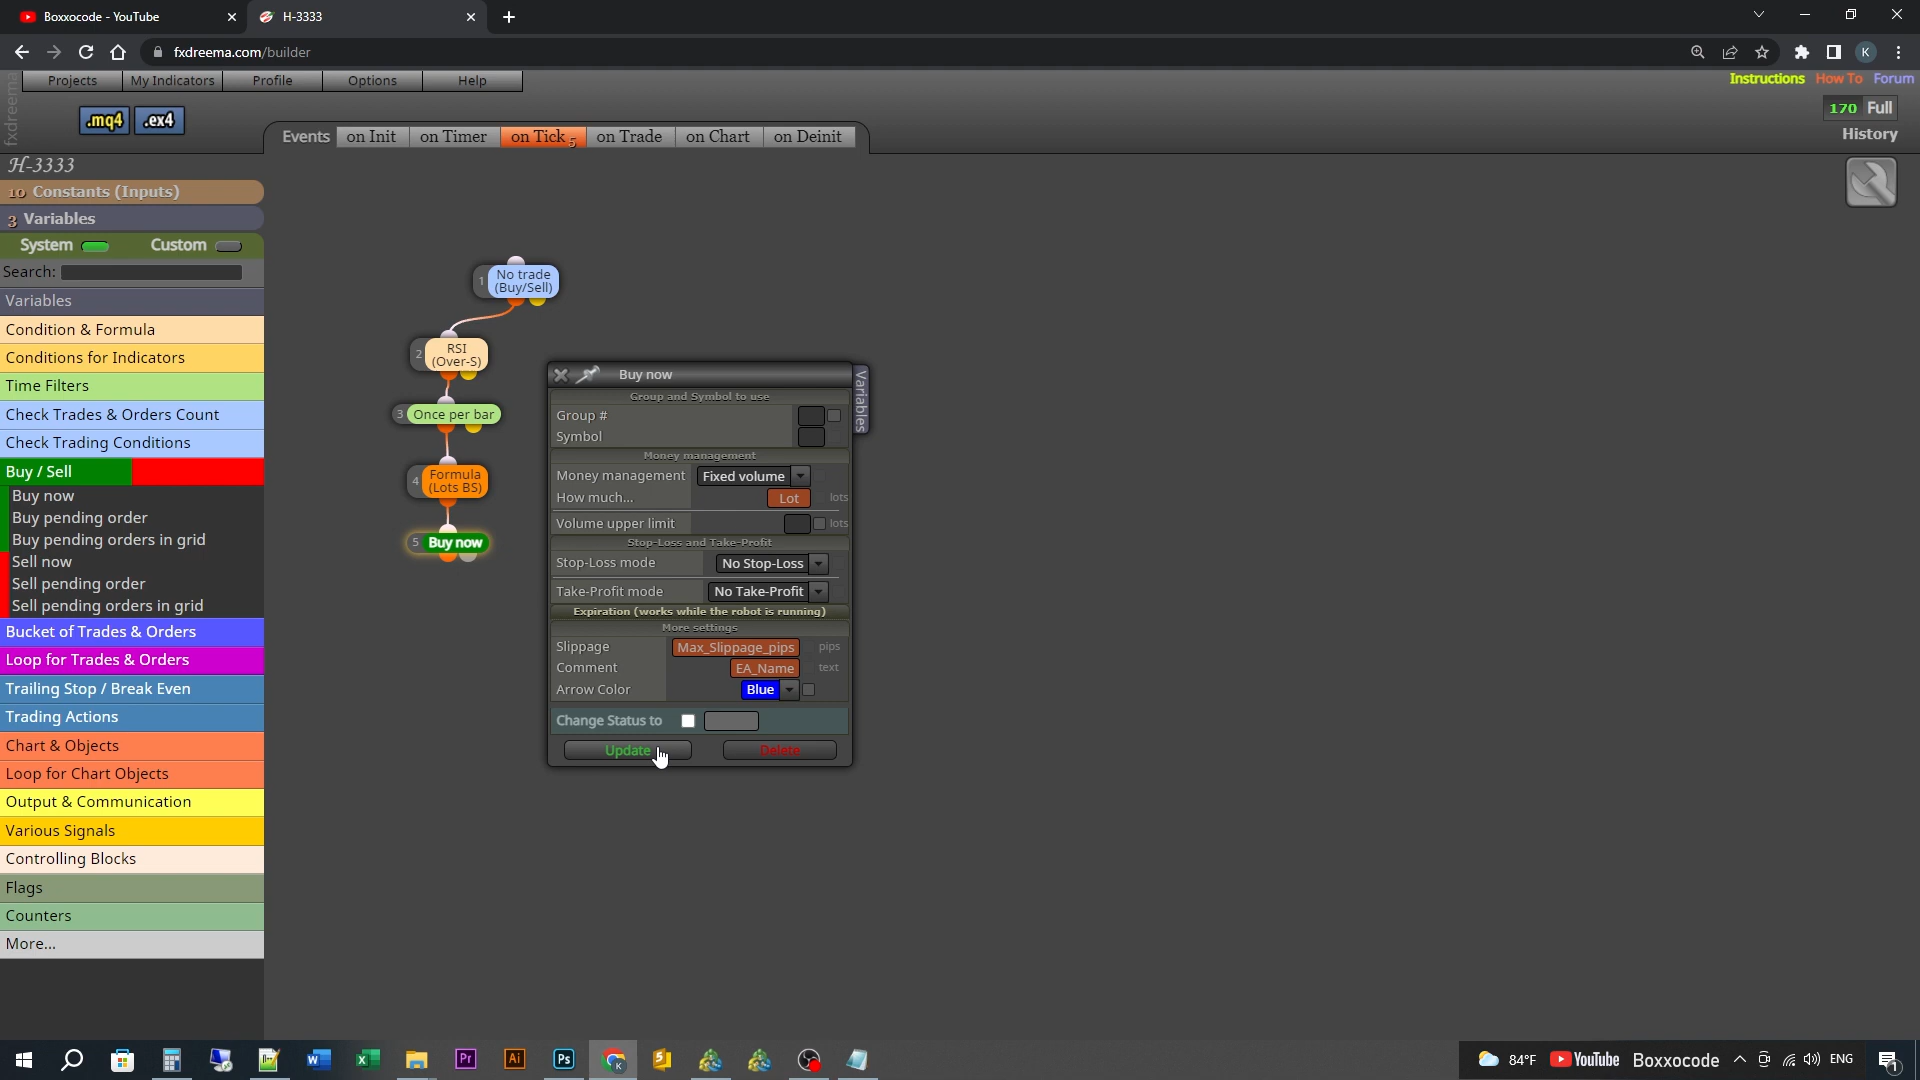 Boxxocode - YouTube
H-3333
fxdreema.com/builder
K
Projects
My Indicators
Profile
Options
Help
Instructions
How To
Forum
fxdreema
.mq4
.ex4
170 Full
History
Events
on Init
on Timer
on Tick 5
on Trade
on Chart
on Deinit
H-3333
10 Constants (Inputs)
3 Variables
System
Custom
Search:
Variables
Condition & Formula
Conditions for Indicators
Time Filters
Check Trades & Orders Count
Check Trading Conditions
Buy / Sell
Buy now
Buy pending order
Buy pending orders in grid
Sell now
Sell pending order
Sell pending orders in grid
Bucket of Trades & Orders
Loop for Trades & Orders
Trailing Stop / Break Even
Trading Actions
Chart & Objects
Loop for Chart Objects
Output & Communication
Various Signals
Controlling Blocks
Flags
Counters
More...
1 No trade
(Buy/Sell)
2 RSI
(Over-S)
3 Once per bar
4 Formula
(Lots BS)
5 Buy now
Buy now
Variables
Group and Symbol to use
Group #
Symbol
Money management
Money management Fixed volume
How much... Lot lots
Volume upper limit lots
Stop-Loss and Take-Profit
Stop-Loss mode No Stop-Loss
Take-Profit mode No Take-Profit
Expiration (works while the robot is running)
More settings
Slippage Max_Slippage_pips pips
Comment EA_Name text
Arrow Color Blue
Change Status to
Update
Delete
Pr
Ai
Ps
84°F
YouTube
Boxxocode
ENG
1